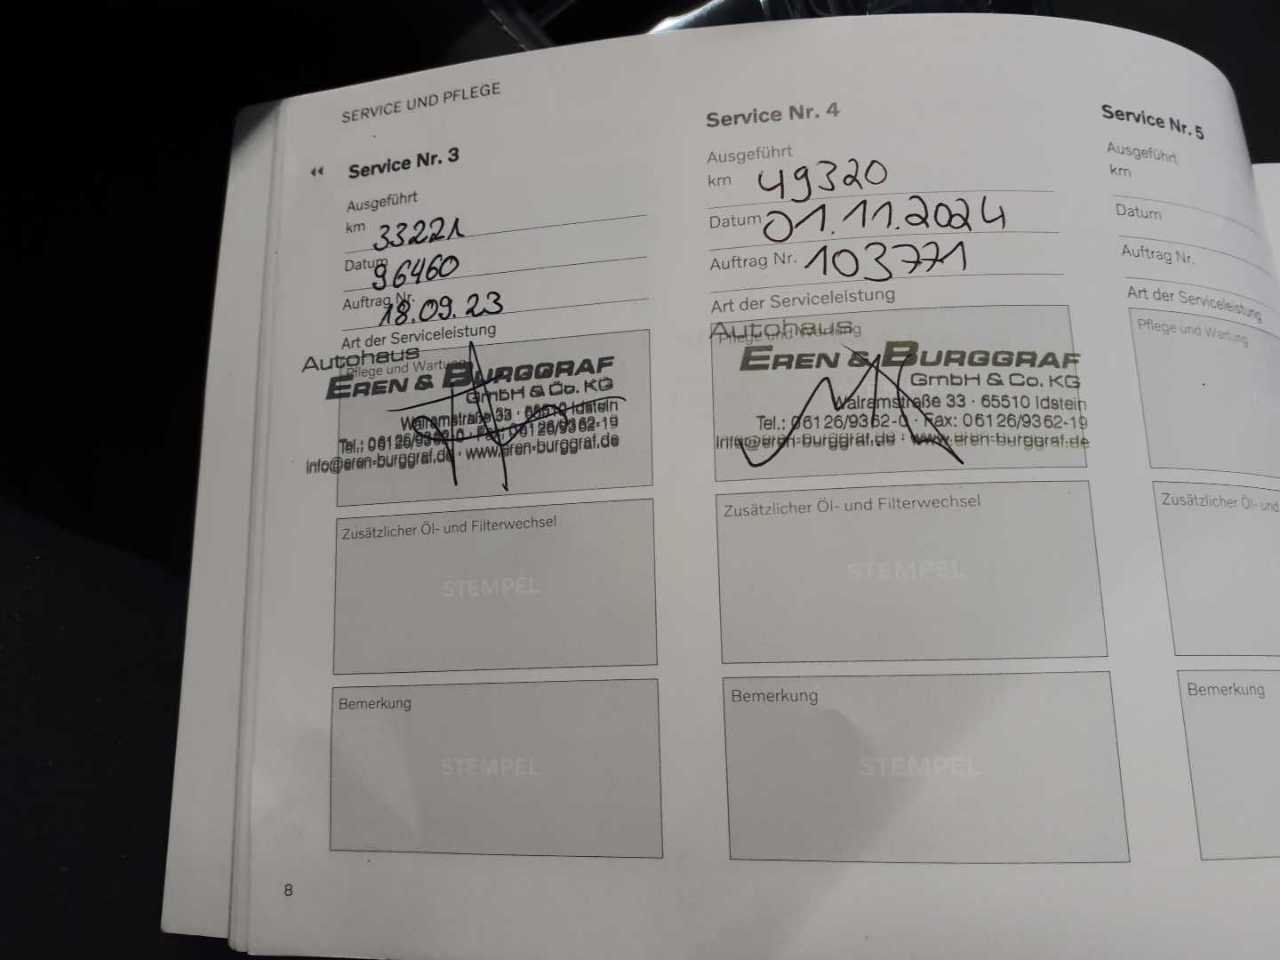 SERVICE UND PFLEGE
Service Nr. 3
Ausgeführt
km 33221
Datum 96460
Auftrag Nr. 18.09.23
Art der Serviceleistung
Pflege und Wartung
Autohaus
EREN & BURGGRAF
GmbH & Co. KG
Walramstraße 33 · 65510 Idstein
Tel.: 06126/9362-0 · Fax: 06126/9362-19
info@eren-burggraf.de · www.eren-burggraf.de
Zusätzlicher Öl- und Filterwechsel
STEMPEL
Bemerkung
STEMPEL
8
Service Nr. 4
Ausgeführt
km 49320
Datum 01.11.2024
Auftrag Nr. 103771
Art der Serviceleistung
Pflege und Wartung
Autohaus
EREN & BURGGRAF
GmbH & Co. KG
Walramstraße 33 · 65510 Idstein
Tel.: 06126/9362-0 · Fax: 06126/9362-19
info@eren-burggraf.de · www.eren-burggraf.de
Zusätzlicher Öl- und Filterwechsel
STEMPEL
Bemerkung
STEMPEL
Service Nr. 5
Ausgeführt
km
Datum
Auftrag Nr.
Art der Serviceleistung
Pflege und Wartung
Zusätzlicher Öl- und
Bemerkung